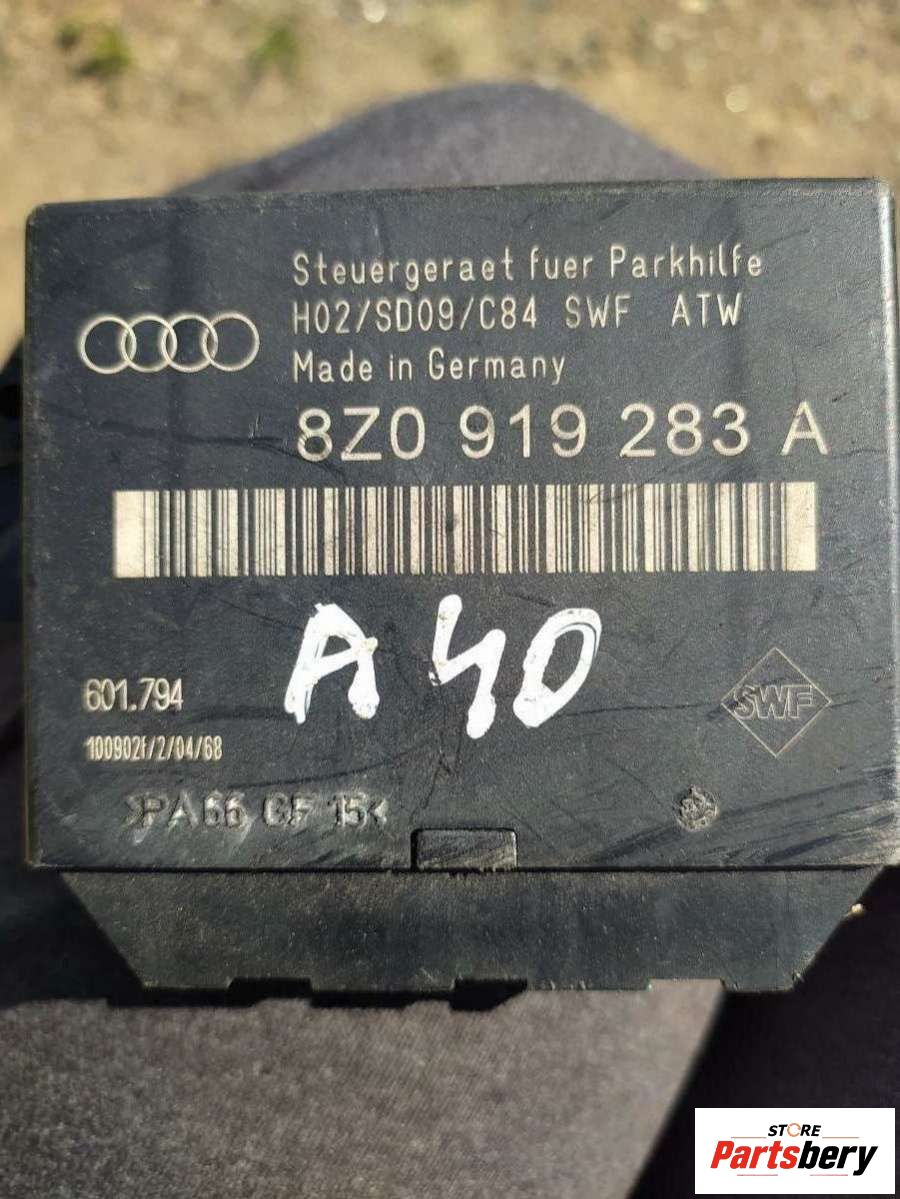 Steuergeraet fuer Parkhilfe
H02/SD09/C84 SWF ATW
Made in Germany
8Z0 919 283 A
A 40
601.794
SWF
100902f/2/04/68
>PA66 GF 15<
STORE
Partsbery